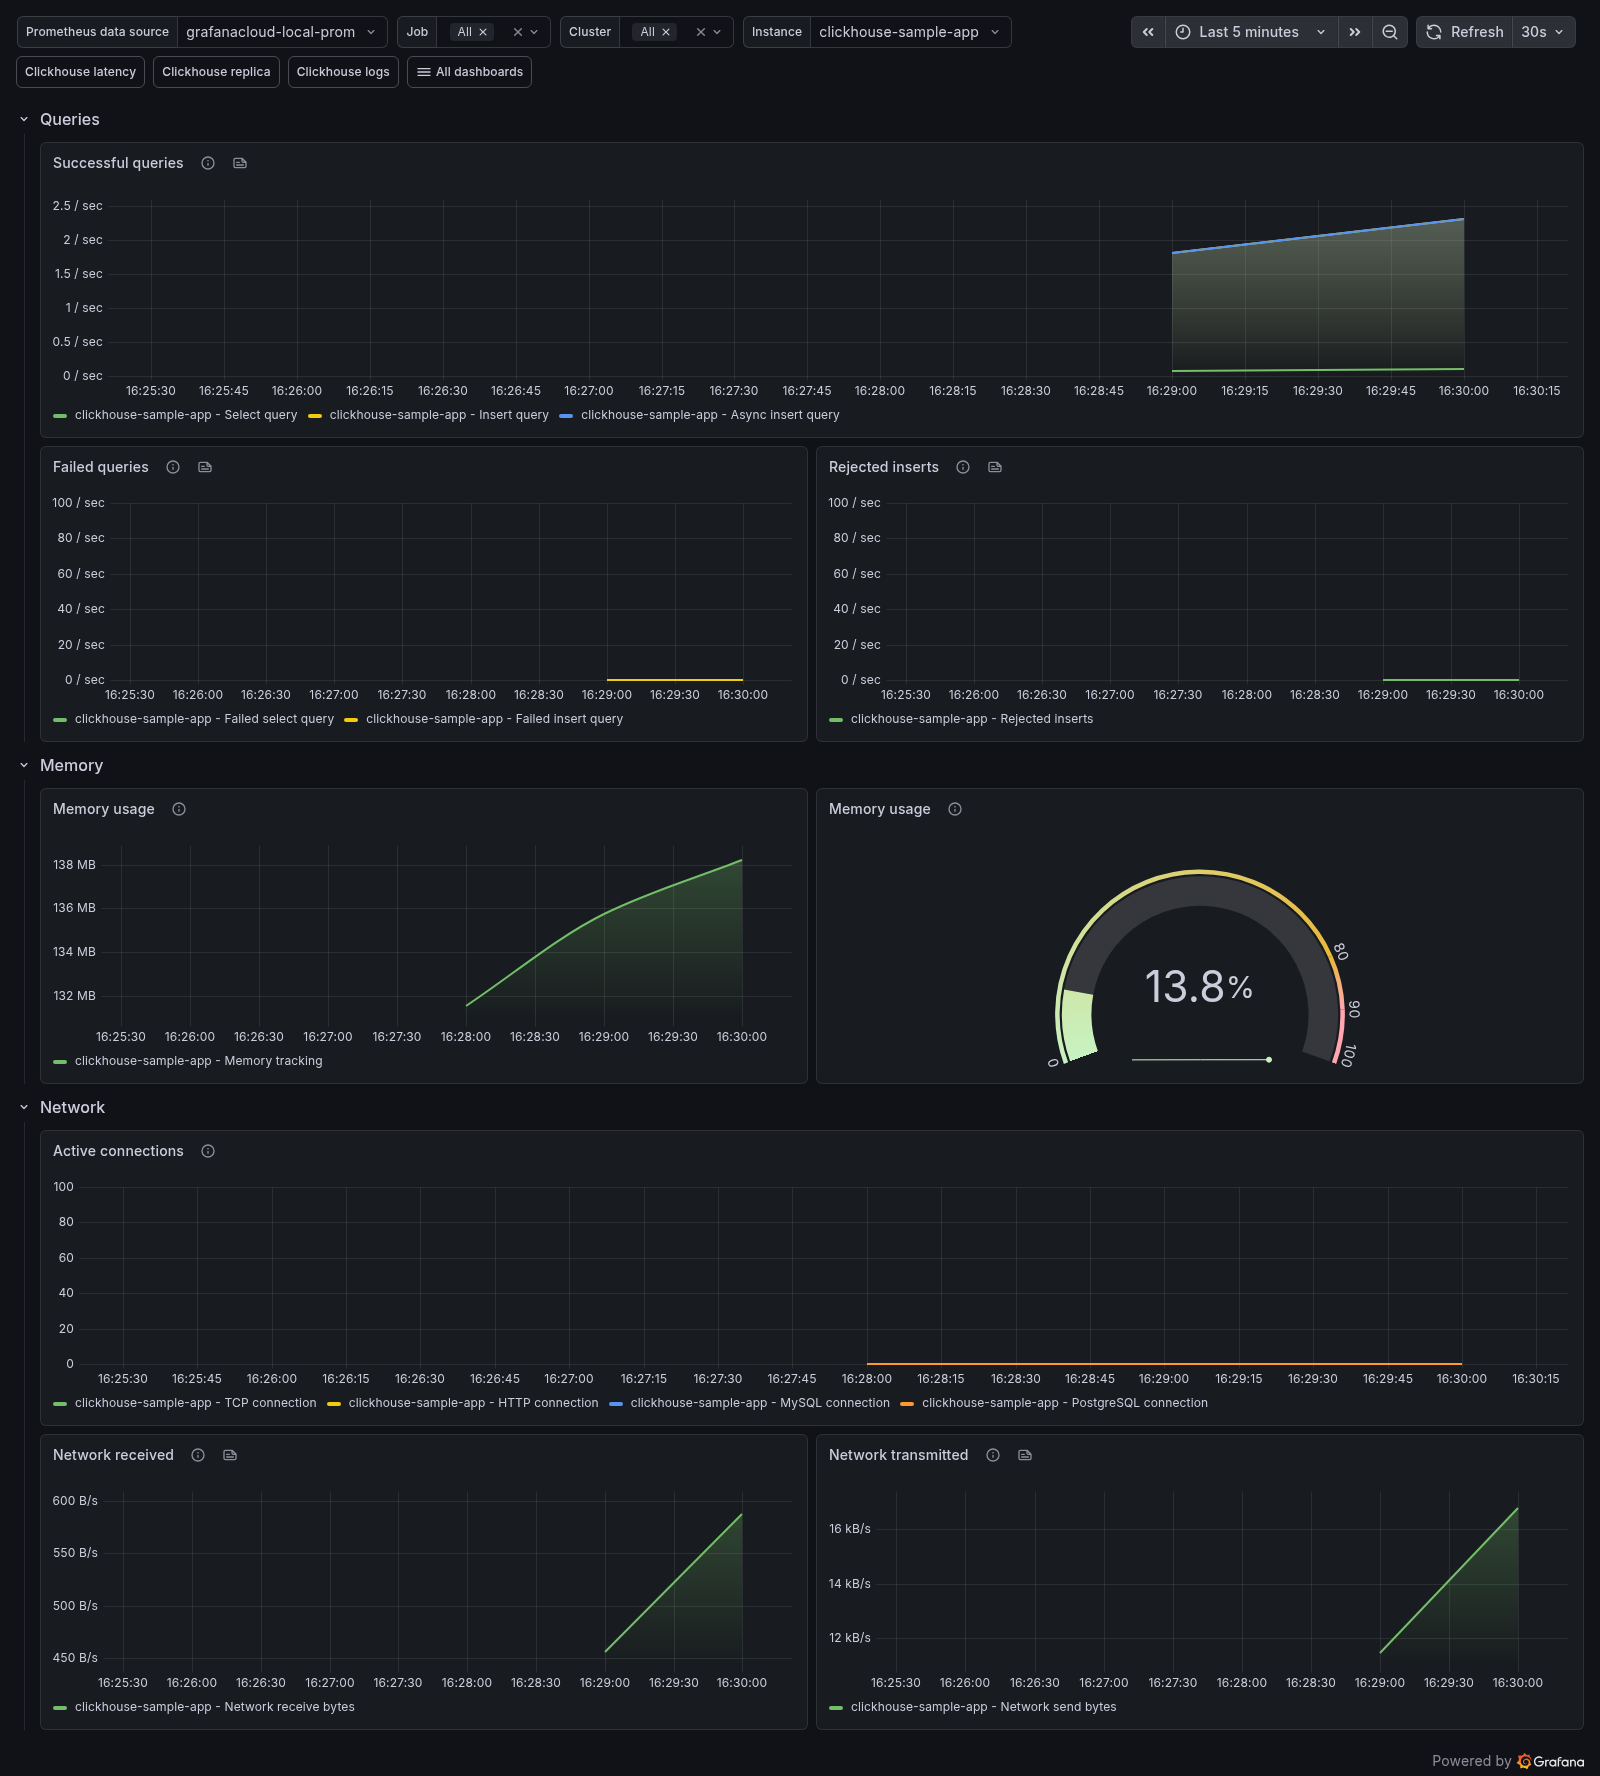 Prometheus data source grafanacloud-local-prom Job All Cluster All Instance clickhouse-sample-app Last 5 minutes Refresh 30s
Clickhouse latency Clickhouse replica Clickhouse logs All dashboards
Queries
Successful queries
2.5 / sec
2 / sec
1.5 / sec
1 / sec
0.5 / sec
0 / sec
16:25:30 16:25:45 16:26:00 16:26:15 16:26:30 16:26:45 16:27:00 16:27:15 16:27:30 16:27:45 16:28:00 16:28:15 16:28:30 16:28:45 16:29:00 16:29:15 16:29:30 16:29:45 16:30:00 16:30:15
clickhouse-sample-app - Select query clickhouse-sample-app - Insert query clickhouse-sample-app - Async insert query
Failed queries
100 / sec
80 / sec
60 / sec
40 / sec
20 / sec
0 / sec
16:25:30 16:26:00 16:26:30 16:27:00 16:27:30 16:28:00 16:28:30 16:29:00 16:29:30 16:30:00
clickhouse-sample-app - Failed select query clickhouse-sample-app - Failed insert query
Rejected inserts
100 / sec
80 / sec
60 / sec
40 / sec
20 / sec
0 / sec
16:25:30 16:26:00 16:26:30 16:27:00 16:27:30 16:28:00 16:28:30 16:29:00 16:29:30 16:30:00
clickhouse-sample-app - Rejected inserts
Memory
Memory usage
138 MB
136 MB
134 MB
132 MB
16:25:30 16:26:00 16:26:30 16:27:00 16:27:30 16:28:00 16:28:30 16:29:00 16:29:30 16:30:00
clickhouse-sample-app - Memory tracking
Memory usage
80
13.8%
90
0
100
Network
Active connections
100
80
60
40
20
0
16:25:30 16:25:45 16:26:00 16:26:15 16:26:30 16:26:45 16:27:00 16:27:15 16:27:30 16:27:45 16:28:00 16:28:15 16:28:30 16:28:45 16:29:00 16:29:15 16:29:30 16:29:45 16:30:00 16:30:15
clickhouse-sample-app - TCP connection clickhouse-sample-app - HTTP connection clickhouse-sample-app - MySQL connection clickhouse-sample-app - PostgreSQL connection
Network received
600 B/s
550 B/s
500 B/s
450 B/s
16:25:30 16:26:00 16:26:30 16:27:00 16:27:30 16:28:00 16:28:30 16:29:00 16:29:30 16:30:00
clickhouse-sample-app - Network receive bytes
Network transmitted
16 kB/s
14 kB/s
12 kB/s
16:25:30 16:26:00 16:26:30 16:27:00 16:27:30 16:28:00 16:28:30 16:29:00 16:29:30 16:30:00
clickhouse-sample-app - Network send bytes
Powered by Grafana